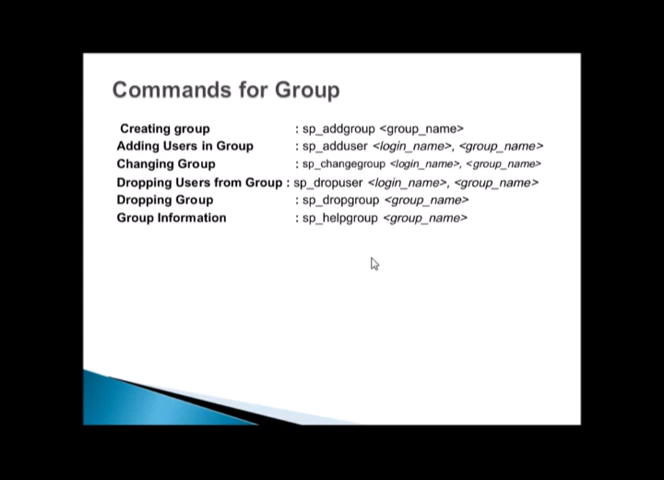 Commands for Group
Creating group : sp_addgroup <group_name>
Adding Users in Group : sp_adduser <login_name>, <group_name>
Changing Group : sp_changegroup <login_name>, <group_name>
Dropping Users from Group : sp_dropuser <login_name>, <group_name>
Dropping Group : sp_dropgroup <group_name>
Group Information : sp_helpgroup <group_name>